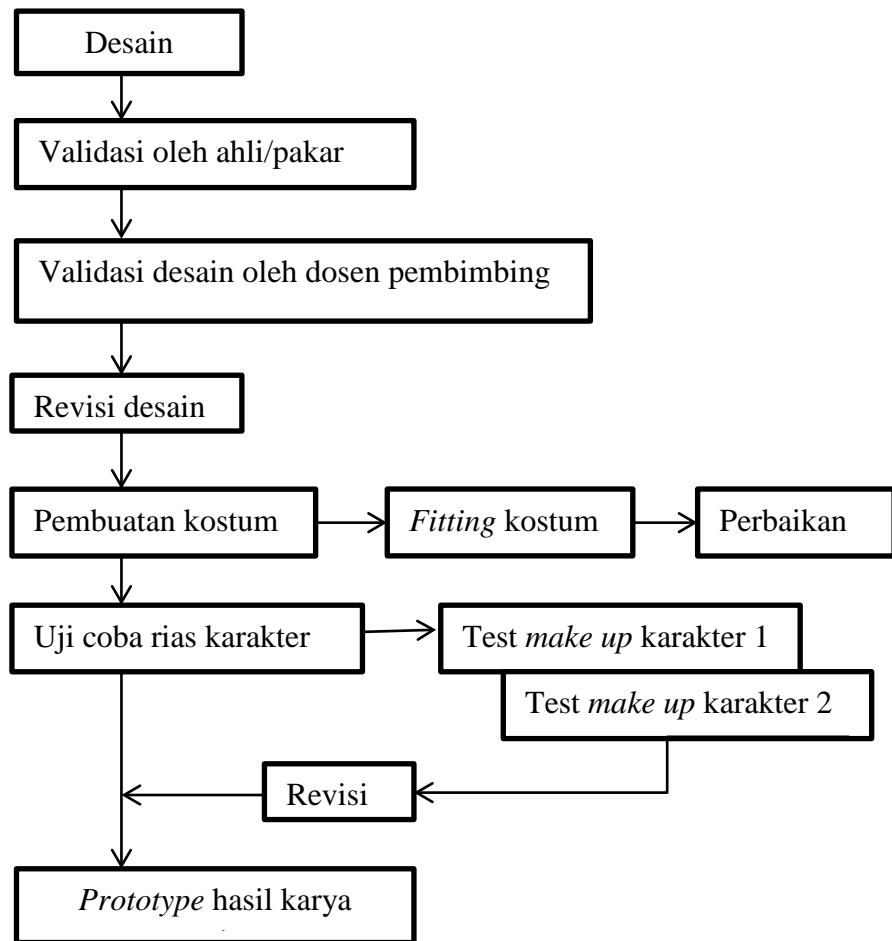 Desain
Validasi oleh ahli/pakar
Validasi desain oleh dosen pembimbing
Revisi desain
Pembuatan kostum
Fitting kostum
Perbaikan
Uji coba rias karakter
Test make up karakter 1
Test make up karakter 2
Revisi
Prototype hasil karya